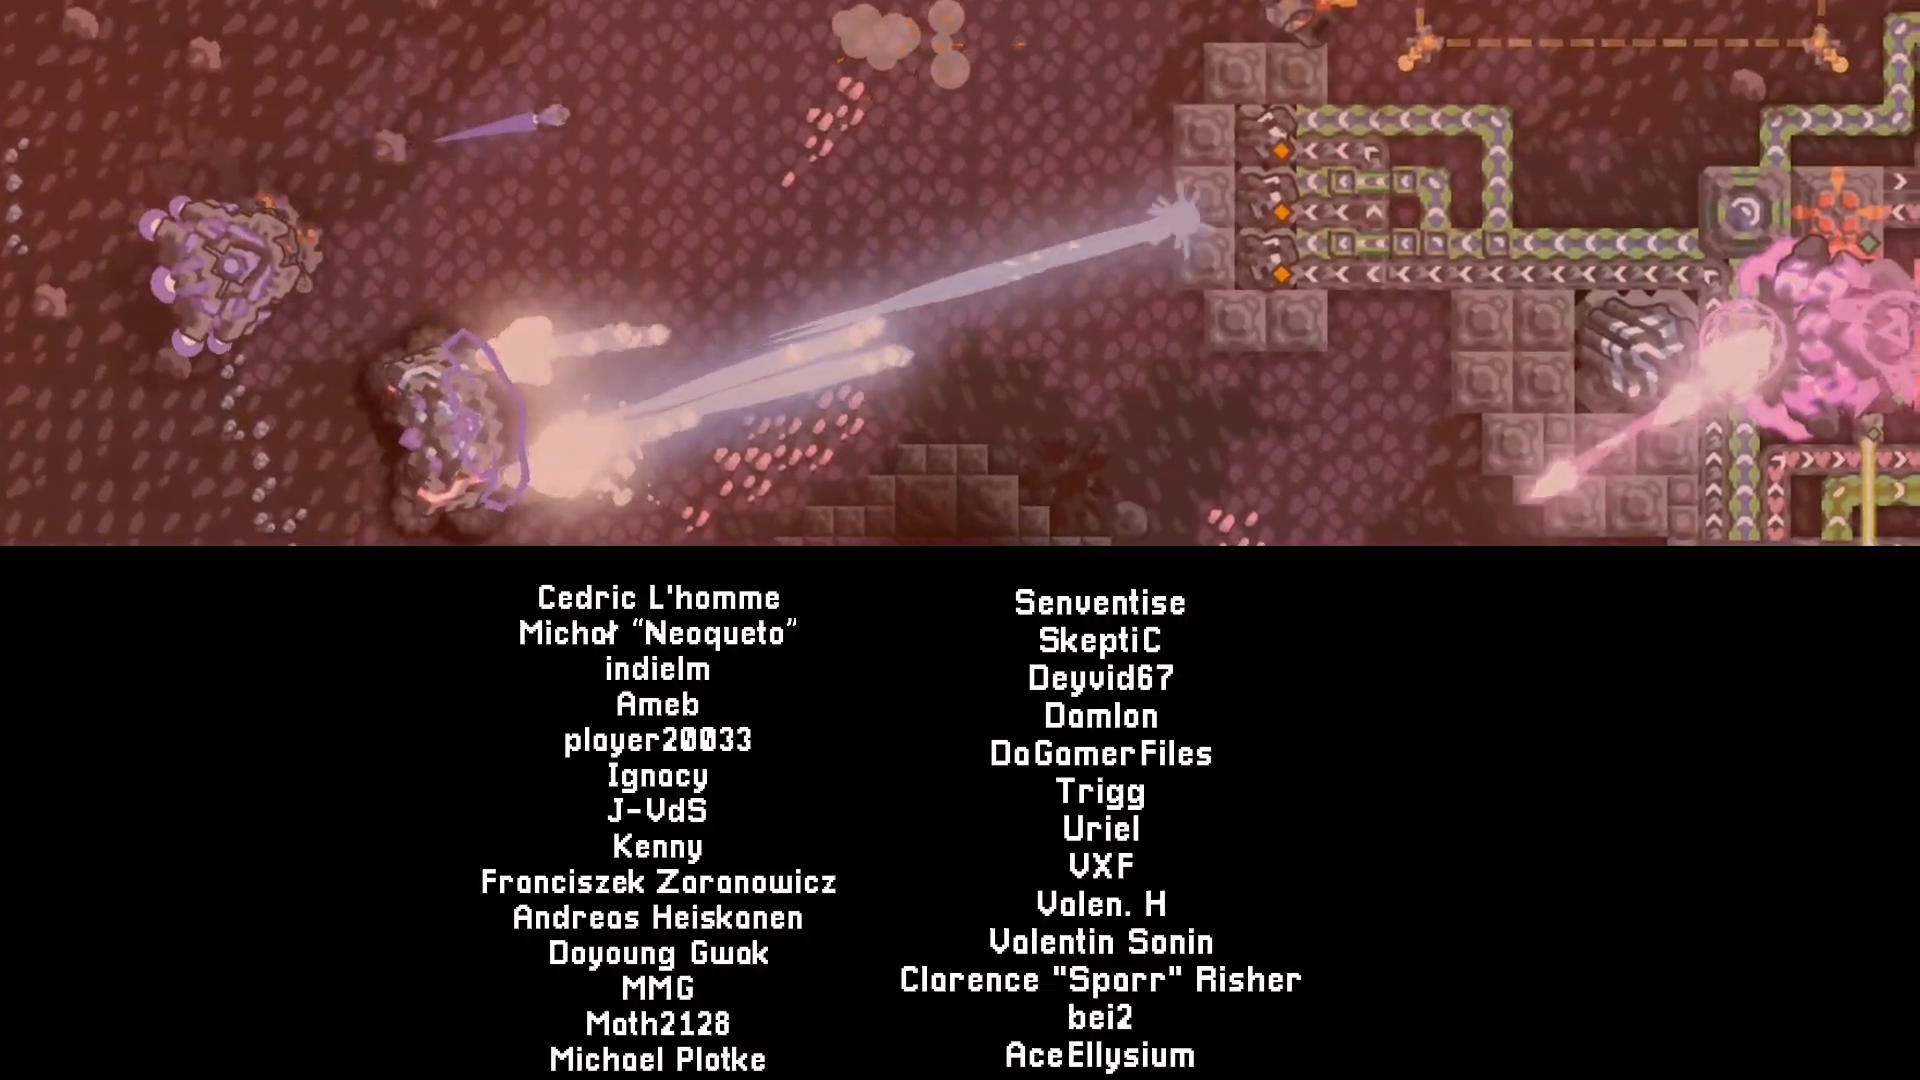 Cedric L'homme
Michał “Neoqueto”
indielm
Ameb
player20033
Ignacy
J-VdS
Kenny
Franciszek Zaranowicz
Andreas Heiskanen
Doyoung Gwak
MMG
Math2128
Michael Plotke
Senventise
SkeptiC
Deyvid67
Damlon
DaGamerFiles
Trigg
Uriel
VXF
Valen. H
Valentin Sonin
Clarence "Sparr" Risher
bei2
AceEllysium